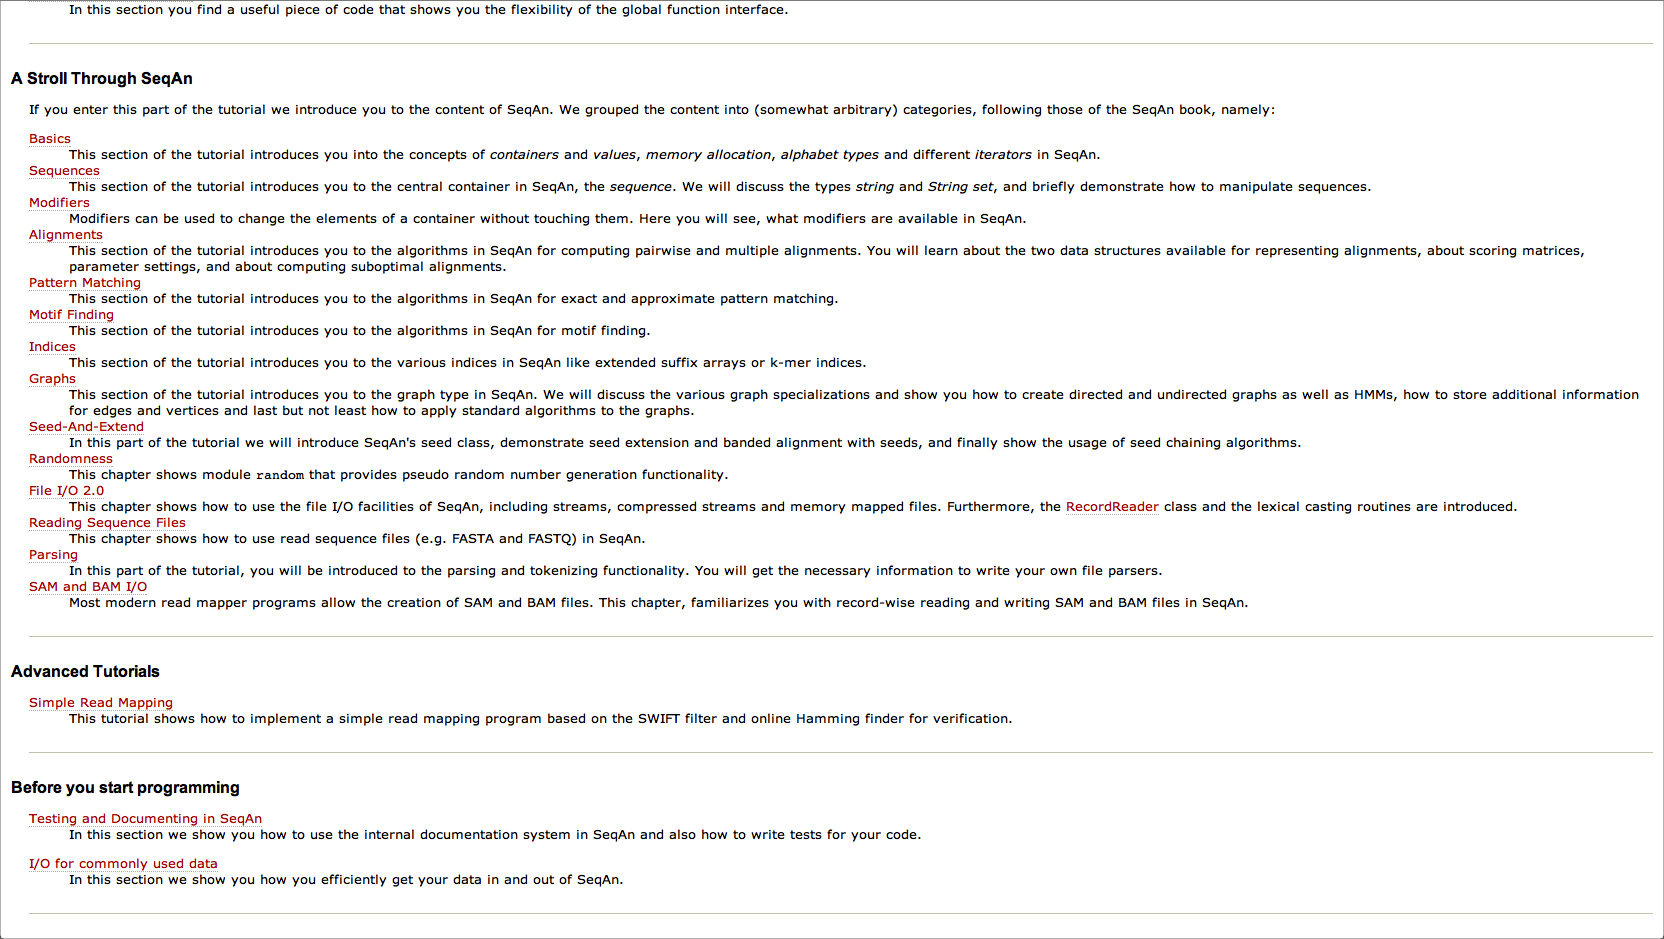 In this section you find a useful piece of code that shows you the flexibility of the global function interface.
A Stroll Through SeqAn
If you enter this part of the tutorial we introduce you to the content of SeqAn. We grouped the content into (somewhat arbitrary) categories, following those of the SeqAn book, namely:
Basics
This section of the tutorial introduces you into the concepts of containers and values, memory allocation, alphabet types and different iterators in SeqAn.
Sequences
This section of the tutorial introduces you to the central container in SeqAn, the sequence. We will discuss the types string and String set, and briefly demonstrate how to manipulate sequences.
Modifiers
Modifiers can be used to change the elements of a container without touching them. Here you will see, what modifiers are available in SeqAn.
Alignments
This section of the tutorial introduces you to the algorithms in SeqAn for computing pairwise and multiple alignments. You will learn about the two data structures available for representing alignments, about scoring matrices,
parameter settings, and about computing suboptimal alignments.
Pattern Matching
This section of the tutorial introduces you to the algorithms in SeqAn for exact and approximate pattern matching.
Motif Finding
This section of the tutorial introduces you to the algorithms in SeqAn for motif finding.
Indices
This section of the tutorial introduces you to the various indices in SeqAn like extended suffix arrays or k-mer indices.
Graphs
This section of the tutorial introduces you to the graph type in SeqAn. We will discuss the various graph specializations and show you how to create directed and undirected graphs as well as HMMs, how to store additional information
for edges and vertices and last but not least how to apply standard algorithms to the graphs.
Seed-And-Extend
In this part of the tutorial we will introduce SeqAn's seed class, demonstrate seed extension and banded alignment with seeds, and finally show the usage of seed chaining algorithms.
Randomness
This chapter shows module random that provides pseudo random number generation functionality.
File I/O 2.0
This chapter shows how to use the file I/O facilities of SeqAn, including streams, compressed streams and memory mapped files. Furthermore, the RecordReader class and the lexical casting routines are introduced.
Reading Sequence Files
This chapter shows how to use read sequence files (e.g. FASTA and FASTQ) in SeqAn.
Parsing
In this part of the tutorial, you will be introduced to the parsing and tokenizing functionality. You will get the necessary information to write your own file parsers.
SAM and BAM I/O
Most modern read mapper programs allow the creation of SAM and BAM files. This chapter, familiarizes you with record-wise reading and writing SAM and BAM files in SeqAn.
Advanced Tutorials
Simple Read Mapping
This tutorial shows how to implement a simple read mapping program based on the SWIFT filter and online Hamming finder for verification.
Before you start programming
Testing and Documenting in SeqAn
In this section we show you how to use the internal documentation system in SeqAn and also how to write tests for your code.
I/O for commonly used data
In this section we show you how you efficiently get your data in and out of SeqAn.